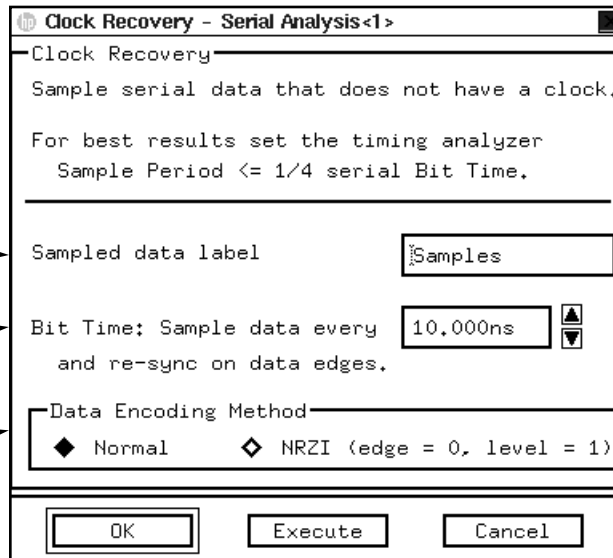 hp Clock Recovery - Serial Analysis<1>
Clock Recovery
Sample serial data that does not have a clock.
For best results set the timing analyzer
Sample Period <= 1/4 serial Bit Time.
Sampled data label Samples
Bit Time: Sample data every 10.000ns
and re-sync on data edges.
Data Encoding Method
Normal NRZI (edge = 0, level = 1)
OK Execute Cancel